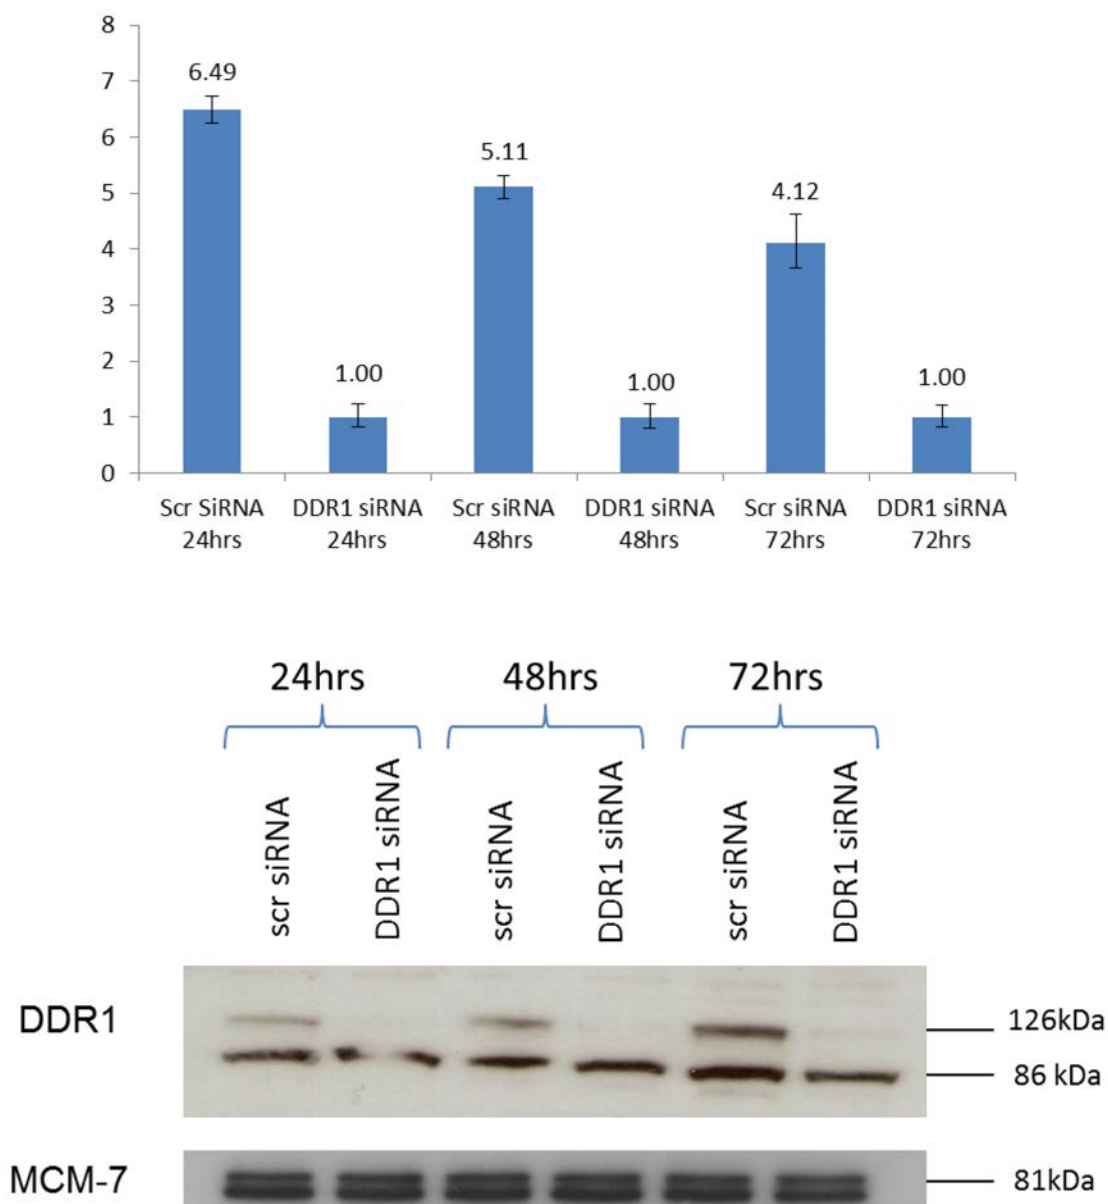 8
7
6
5
4
3
2
1
0
6.49
1.00
5.11
1.00
4.12
1.00
Scr SiRNA
24hrs
DDR1 siRNA
24hrs
Scr siRNA
48hrs
DDR1 siRNA
48hrs
Scr siRNA
72hrs
DDR1 siRNA
72hrs
24hrs
48hrs
72hrs
scr siRNA
DDR1 siRNA
scr siRNA
DDR1 siRNA
scr siRNA
DDR1 siRNA
DDR1
126kDa
86 kDa
MCM-7
81kDa